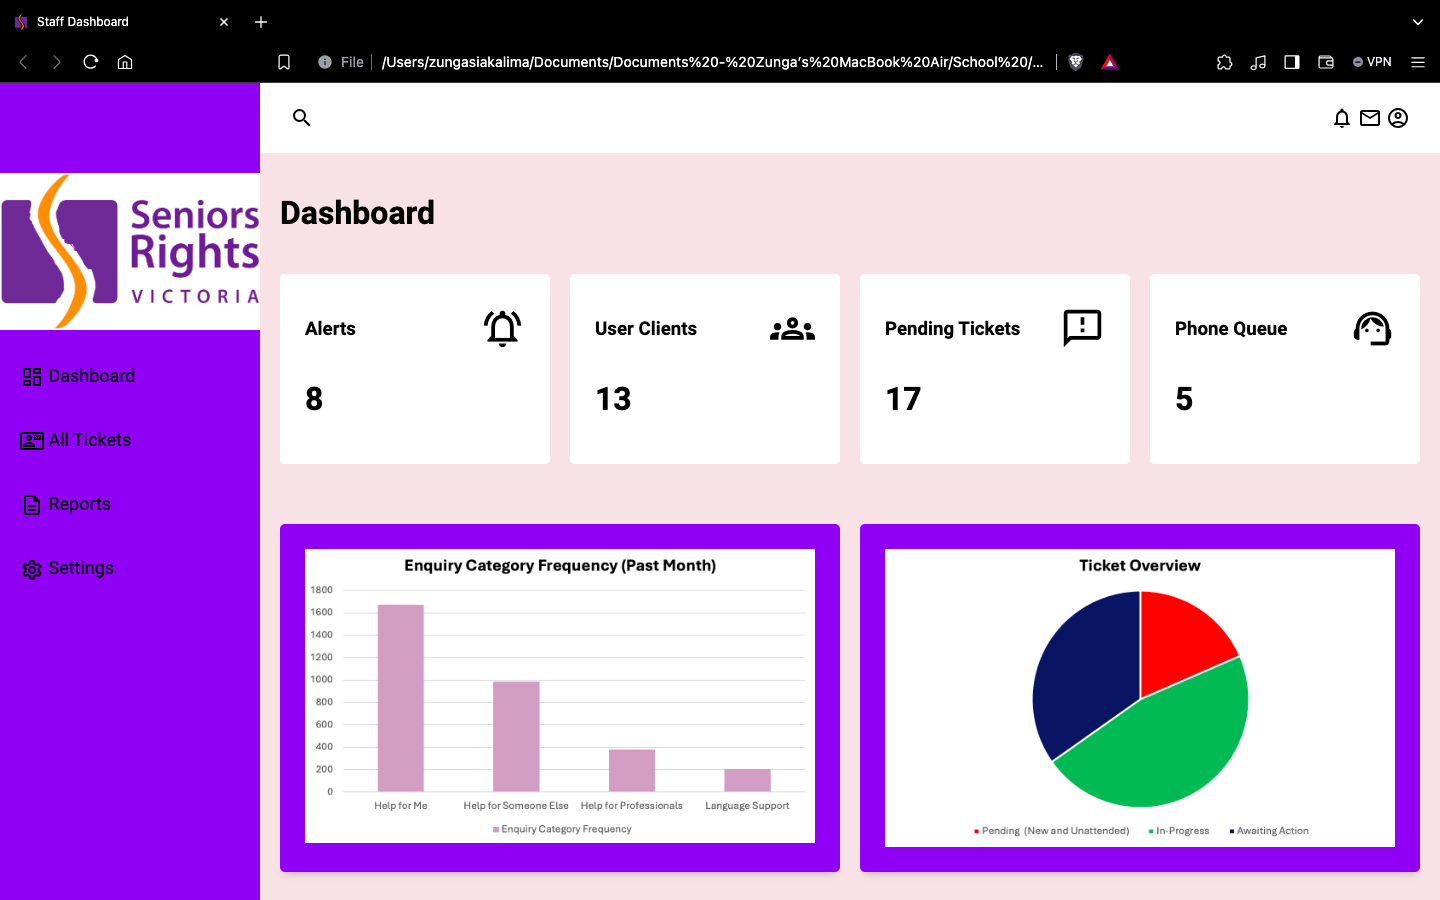 Staff Dashboard
File
/Users/zungasiakalima/Documents/Documents%20-%20Zunga's%20MacBook%20Air/School%20/...
VPN
Seniors
Rights
VICTORIA
Dashboard
All Tickets
Reports
Settings
Dashboard
Alerts
8
User Clients
13
Pending Tickets
17
Phone Queue
5
Enquiry Category Frequency (Past Month)
1800
1600
1400
1200
1000
800
600
400
200
0
Help for Me
Help for Someone Else
Help for Professionals
Language Support
Enquiry Category Frequency
Ticket Overview
Pending (New and Unattended)
In-Progress
Awaiting Action